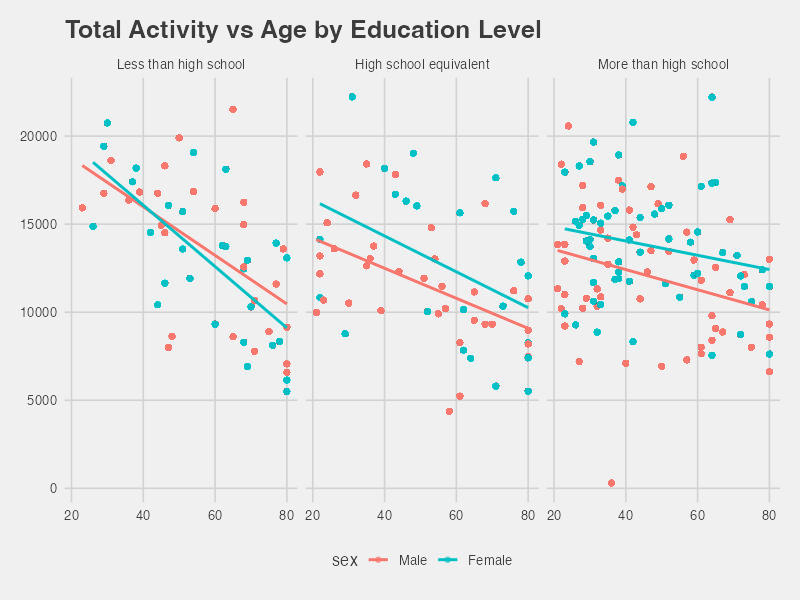 Total Activity vs Age by Education Level
Less than high school High school equivalent More than high school
20000
15000
10000
5000
0
20 40 60 80 20 40 60 80 20 40 60 80
sex Male Female